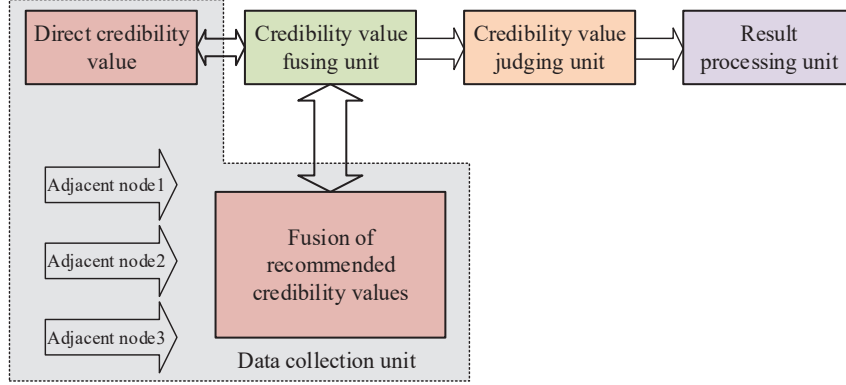 Direct credibility
value
Credibility value
fusing unit
Credibility value
judging unit
Result
processing unit
Adjacent node1
Adjacent node2
Adjacent node3
Fusion of
recommended
credibility values
Data collection unit